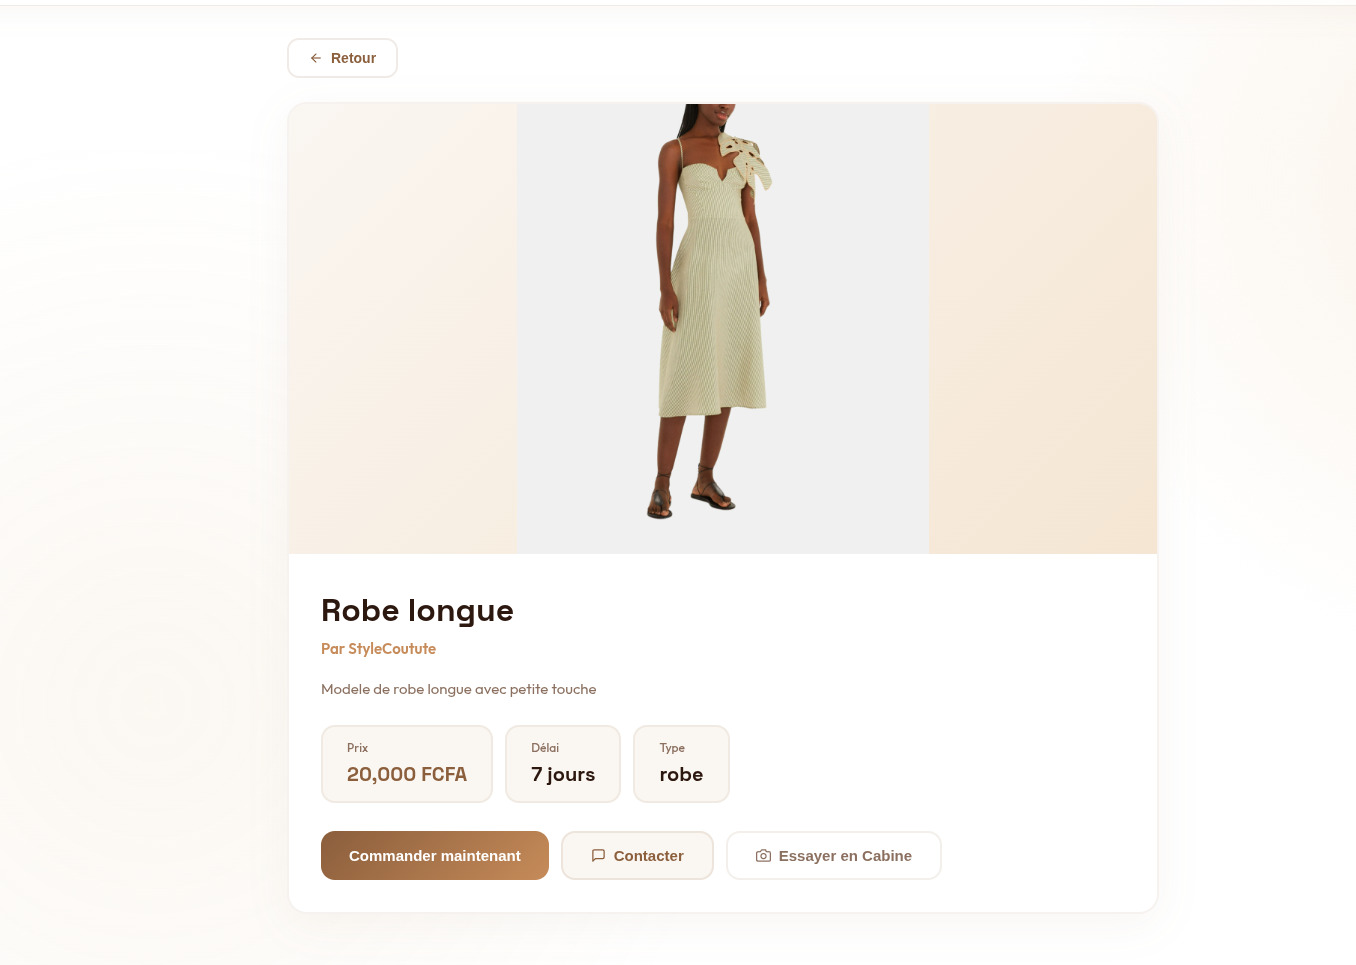 Retour
Robe longue
Par StyleCoutute
Modele de robe longue avec petite touche
Prix
20,000 FCFA
Délai
7 jours
Type
robe
Commander maintenant
Contacter
Essayer en Cabine